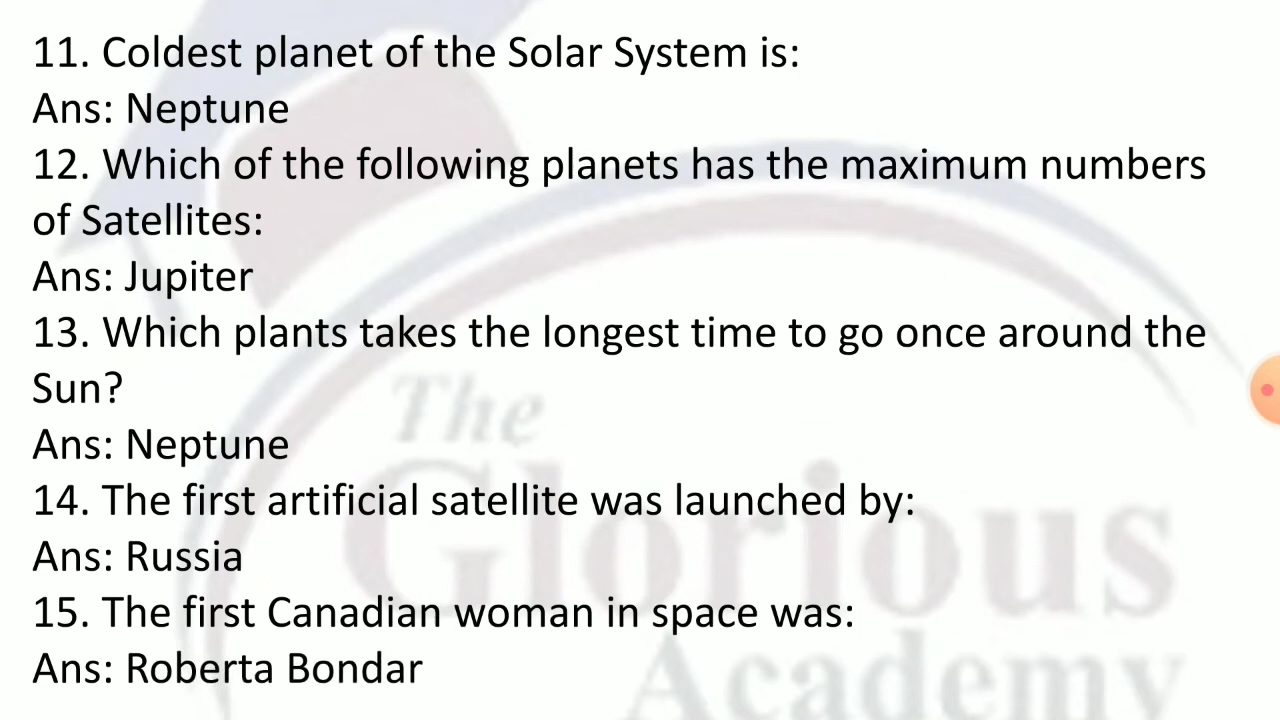 11. Coldest planet of the Solar System is:
Ans: Neptune
12. Which of the following planets has the maximum numbers
of Satellites:
Ans: Jupiter
13. Which plants takes the longest time to go once around the
Sun?
Ans: Neptune
14. The first artificial satellite was launched by:
Ans: Russia
15. The first Canadian woman in space was:
Ans: Roberta Bondar
The
Glorious
Academy